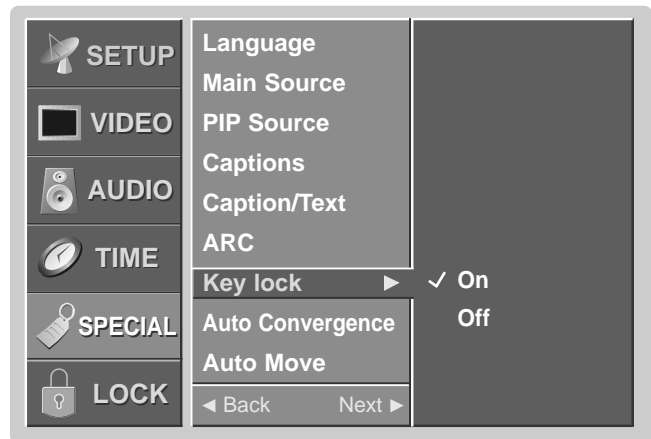 SETUP
VIDEO
AUDIO
TIME
SPECIAL
LOCK
Language
Main Source
PIP Source
Captions
Caption/Text
ARC
Key lock ►
Auto Convergence
Auto Move
◄ Back Next ►
✓ On
Off